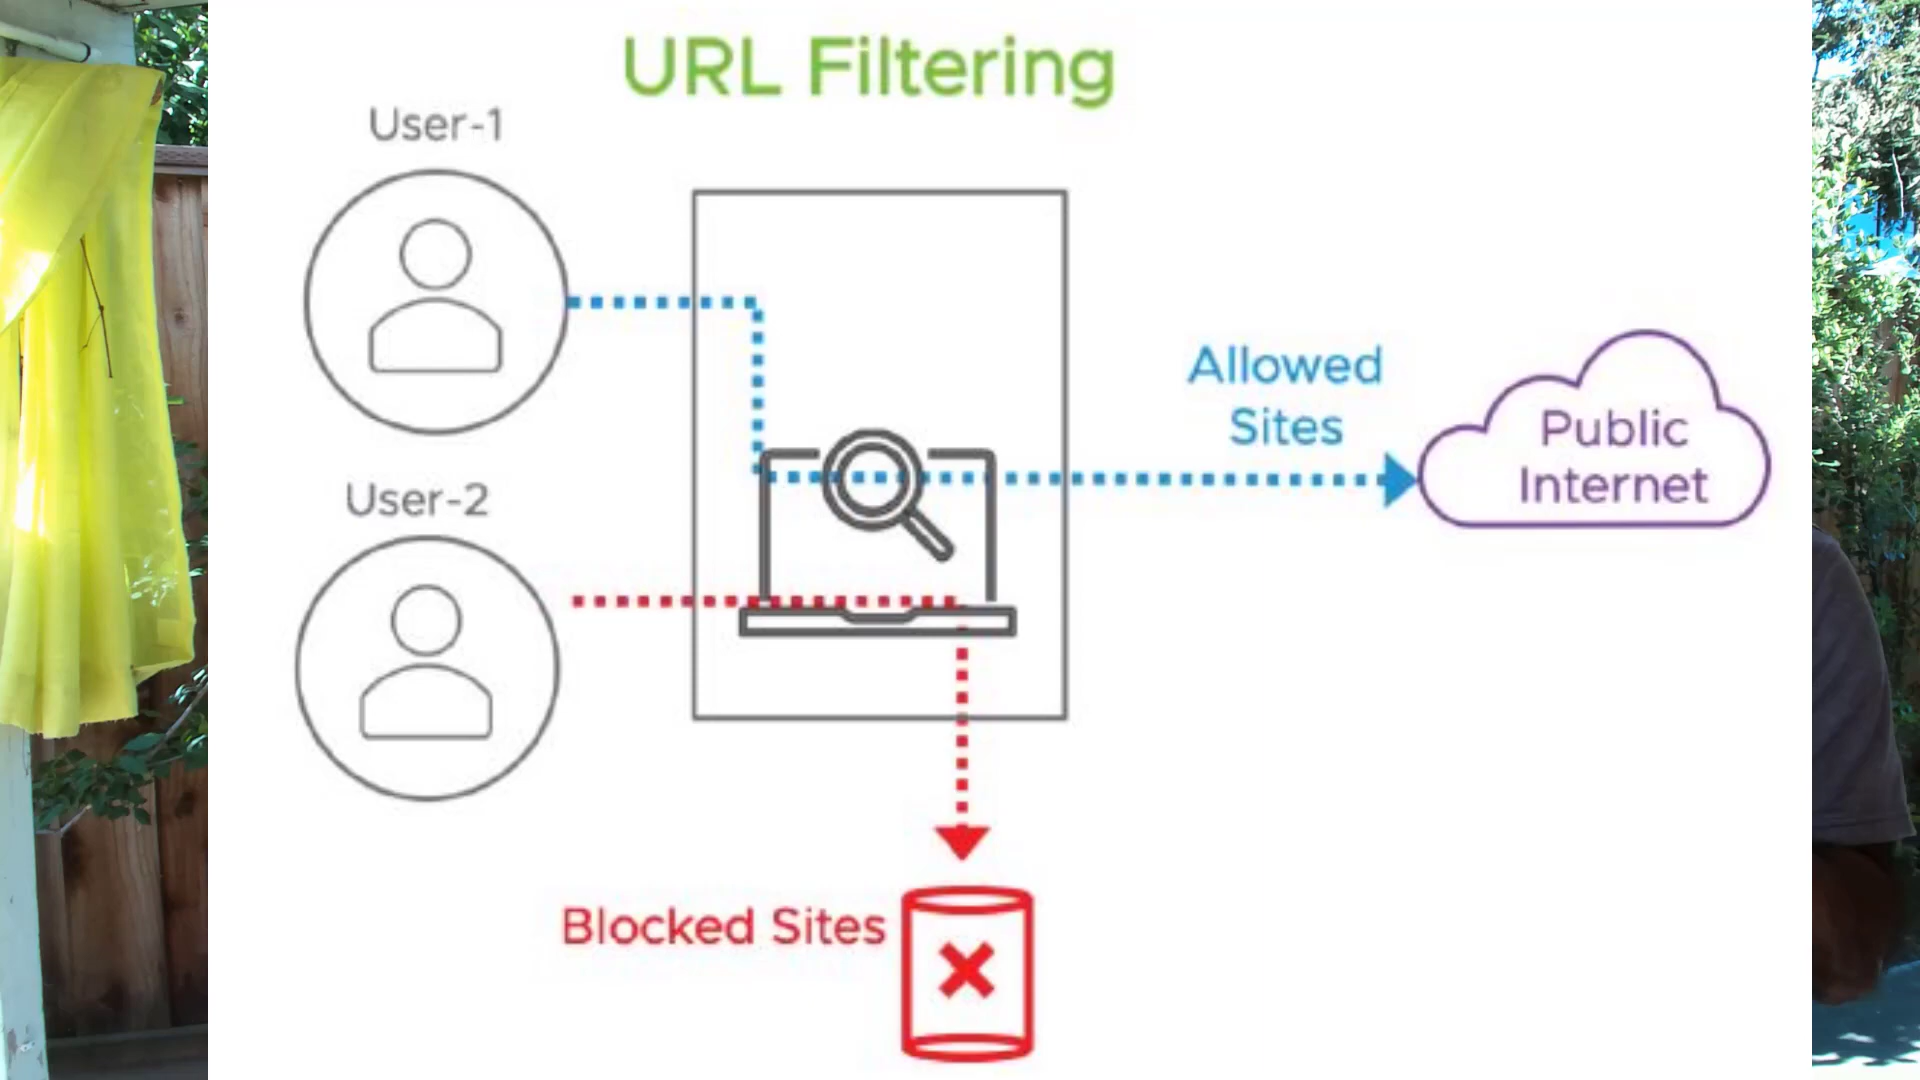 URL Filtering
User-1
User-2
Allowed
Sites
Public
Internet
Blocked Sites